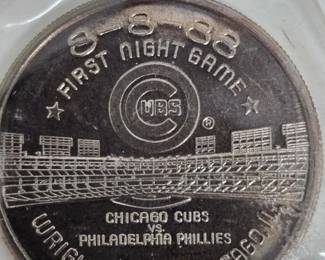 8-8-88
FIRST NIGHT GAME
CUBS
®
CHICAGO CUBS
VS.
PHILADELPHIA PHILLIES